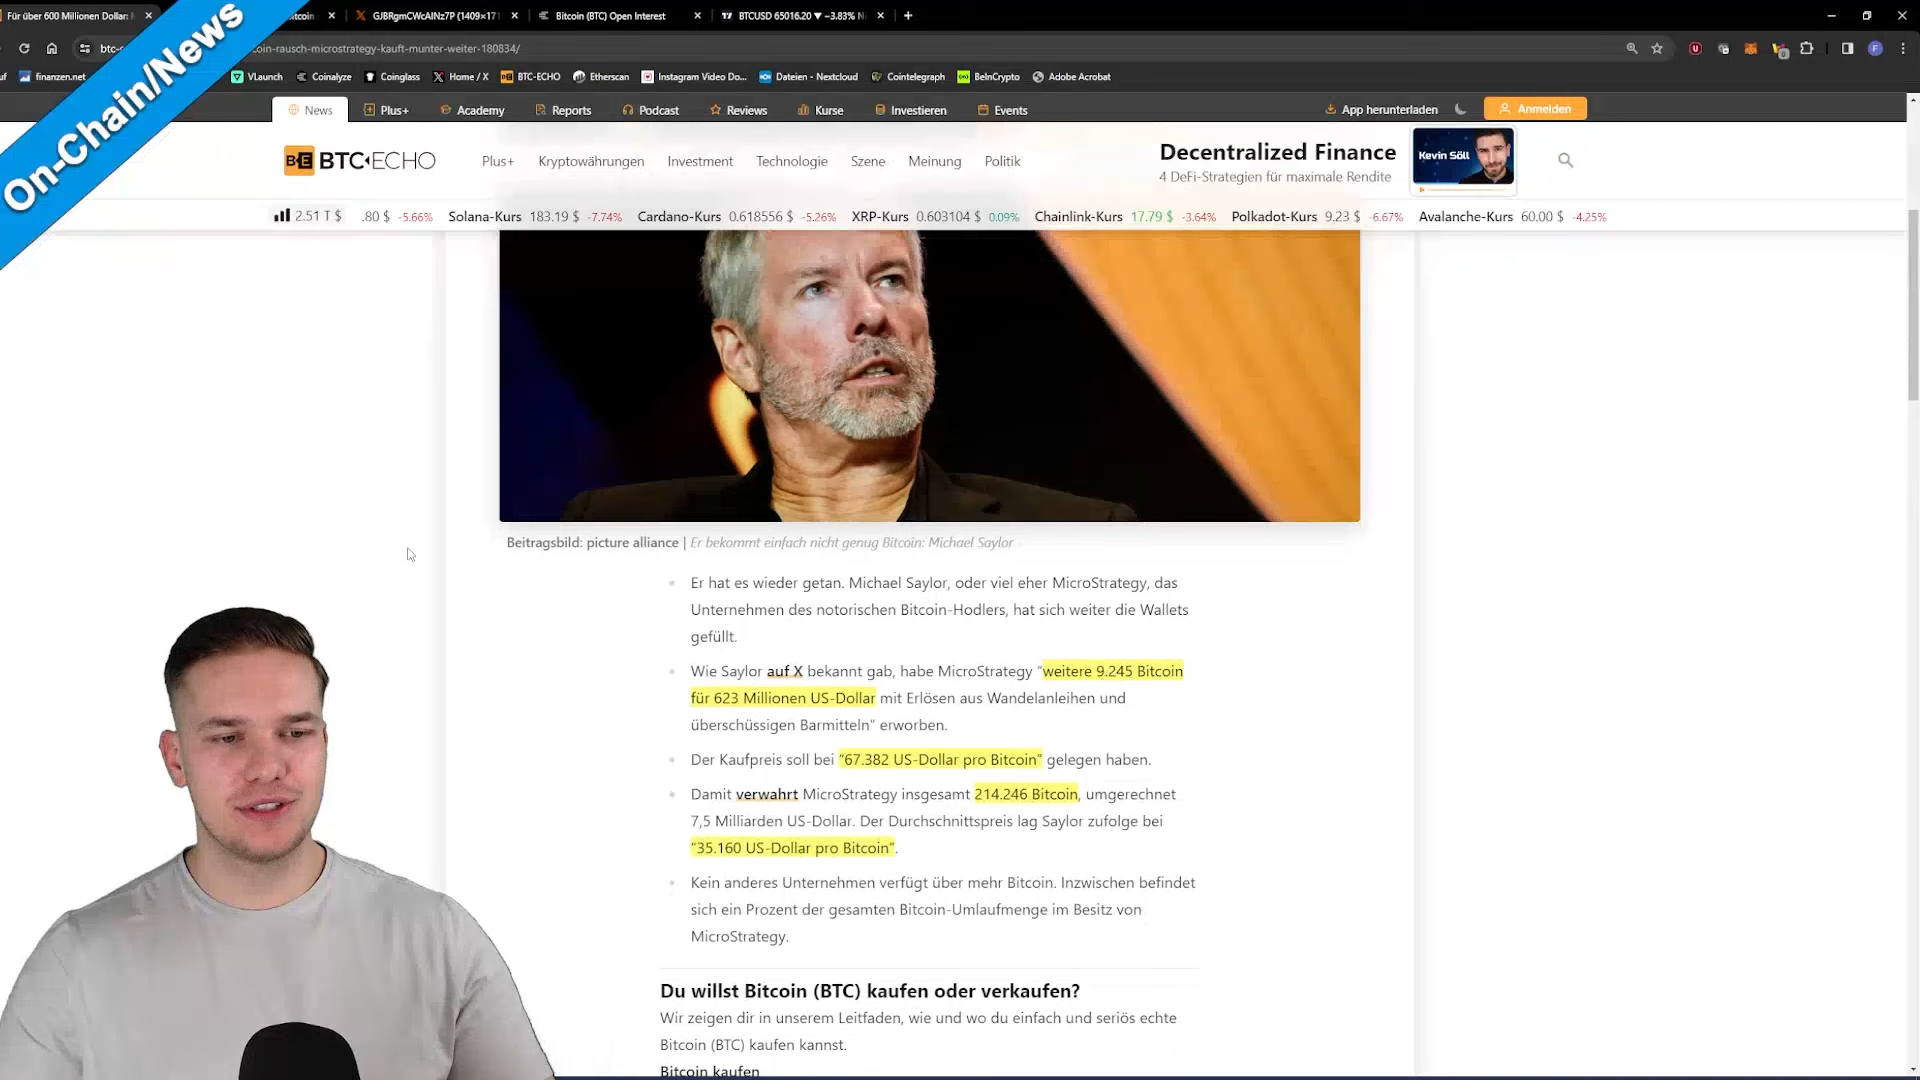 Für über 600 Millionen Dollar:
GJBRgmCWcAINz7P (1409×171
Bitcoin (BTC) Open Interest
BTCUSD 65016.20 ▼ −3.83%
On-Chain/News
oin-rausch-microstrategy-kauft-munter-weiter-180834/
finanzen.net
VLaunch
Coinalyze
Coinglass
Home / X
BTC-ECHO
Etherscan
Instagram Video Do...
Dateien - Nextcloud
Cointelegraph
BeInCrypto
Adobe Acrobat
News
Plus+
Academy
Reports
Podcast
Reviews
Kurse
Investieren
Events
App herunterladen
Anmelden
BTC-ECHO
Plus+
Kryptowährungen
Investment
Technologie
Szene
Meinung
Politik
Decentralized Finance
4 DeFi-Strategien für maximale Rendite
Kevin Söll
2.51 T $ .80 $ -5.66% Solana-Kurs 183.19 $ -7.74% Cardano-Kurs 0.618556 $ -5.26% XRP-Kurs 0.603104 $ 0.09% Chainlink-Kurs 17.79 $ -3.64% Polkadot-Kurs 9.23 $ -6.67% Avalanche-Kurs 60.00 $ -4.25%
Beitragsbild: picture alliance | Er bekommt einfach nicht genug Bitcoin: Michael Saylor
Er hat es wieder getan. Michael Saylor, oder viel eher MicroStrategy, das
Unternehmen des notorischen Bitcoin-Hodlers, hat sich weiter die Wallets
gefüllt.
Wie Saylor auf X bekannt gab, habe MicroStrategy “weitere 9.245 Bitcoin
für 623 Millionen US-Dollar mit Erlösen aus Wandelanleihen und
überschüssigen Barmitteln” erworben.
Der Kaufpreis soll bei “67.382 US-Dollar pro Bitcoin” gelegen haben.
Damit verwahrt MicroStrategy insgesamt 214.246 Bitcoin, umgerechnet
7,5 Milliarden US-Dollar. Der Durchschnittspreis lag Saylor zufolge bei
“35.160 US-Dollar pro Bitcoin”.
Kein anderes Unternehmen verfügt über mehr Bitcoin. Inzwischen befindet
sich ein Prozent der gesamten Bitcoin-Umlaufmenge im Besitz von
MicroStrategy.
Du willst Bitcoin (BTC) kaufen oder verkaufen?
Wir zeigen dir in unserem Leitfaden, wie und wo du einfach und seriös echte
Bitcoin (BTC) kaufen kannst.
Bitcoin kaufen